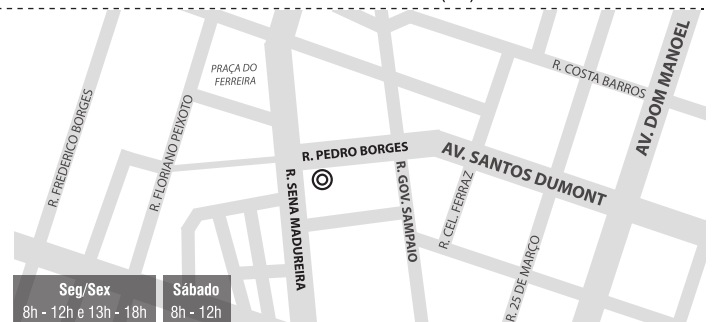 PRAÇA DO
FERREIRA
R. COSTA BARROS
AV. DOM MANOEL
R. FREDERICO BORGES
R. FLORIANO PEIXOTO
R. PEDRO BORGES
AV. SANTOS DUMONT
R. SENA MADUREIRA
R. GOV. SAMPAIO
R. CEL. FERRAZ
R. 25 DE MARÇO
Seg/Sex
8h - 12h e 13h - 18h
Sábado
8h - 12h